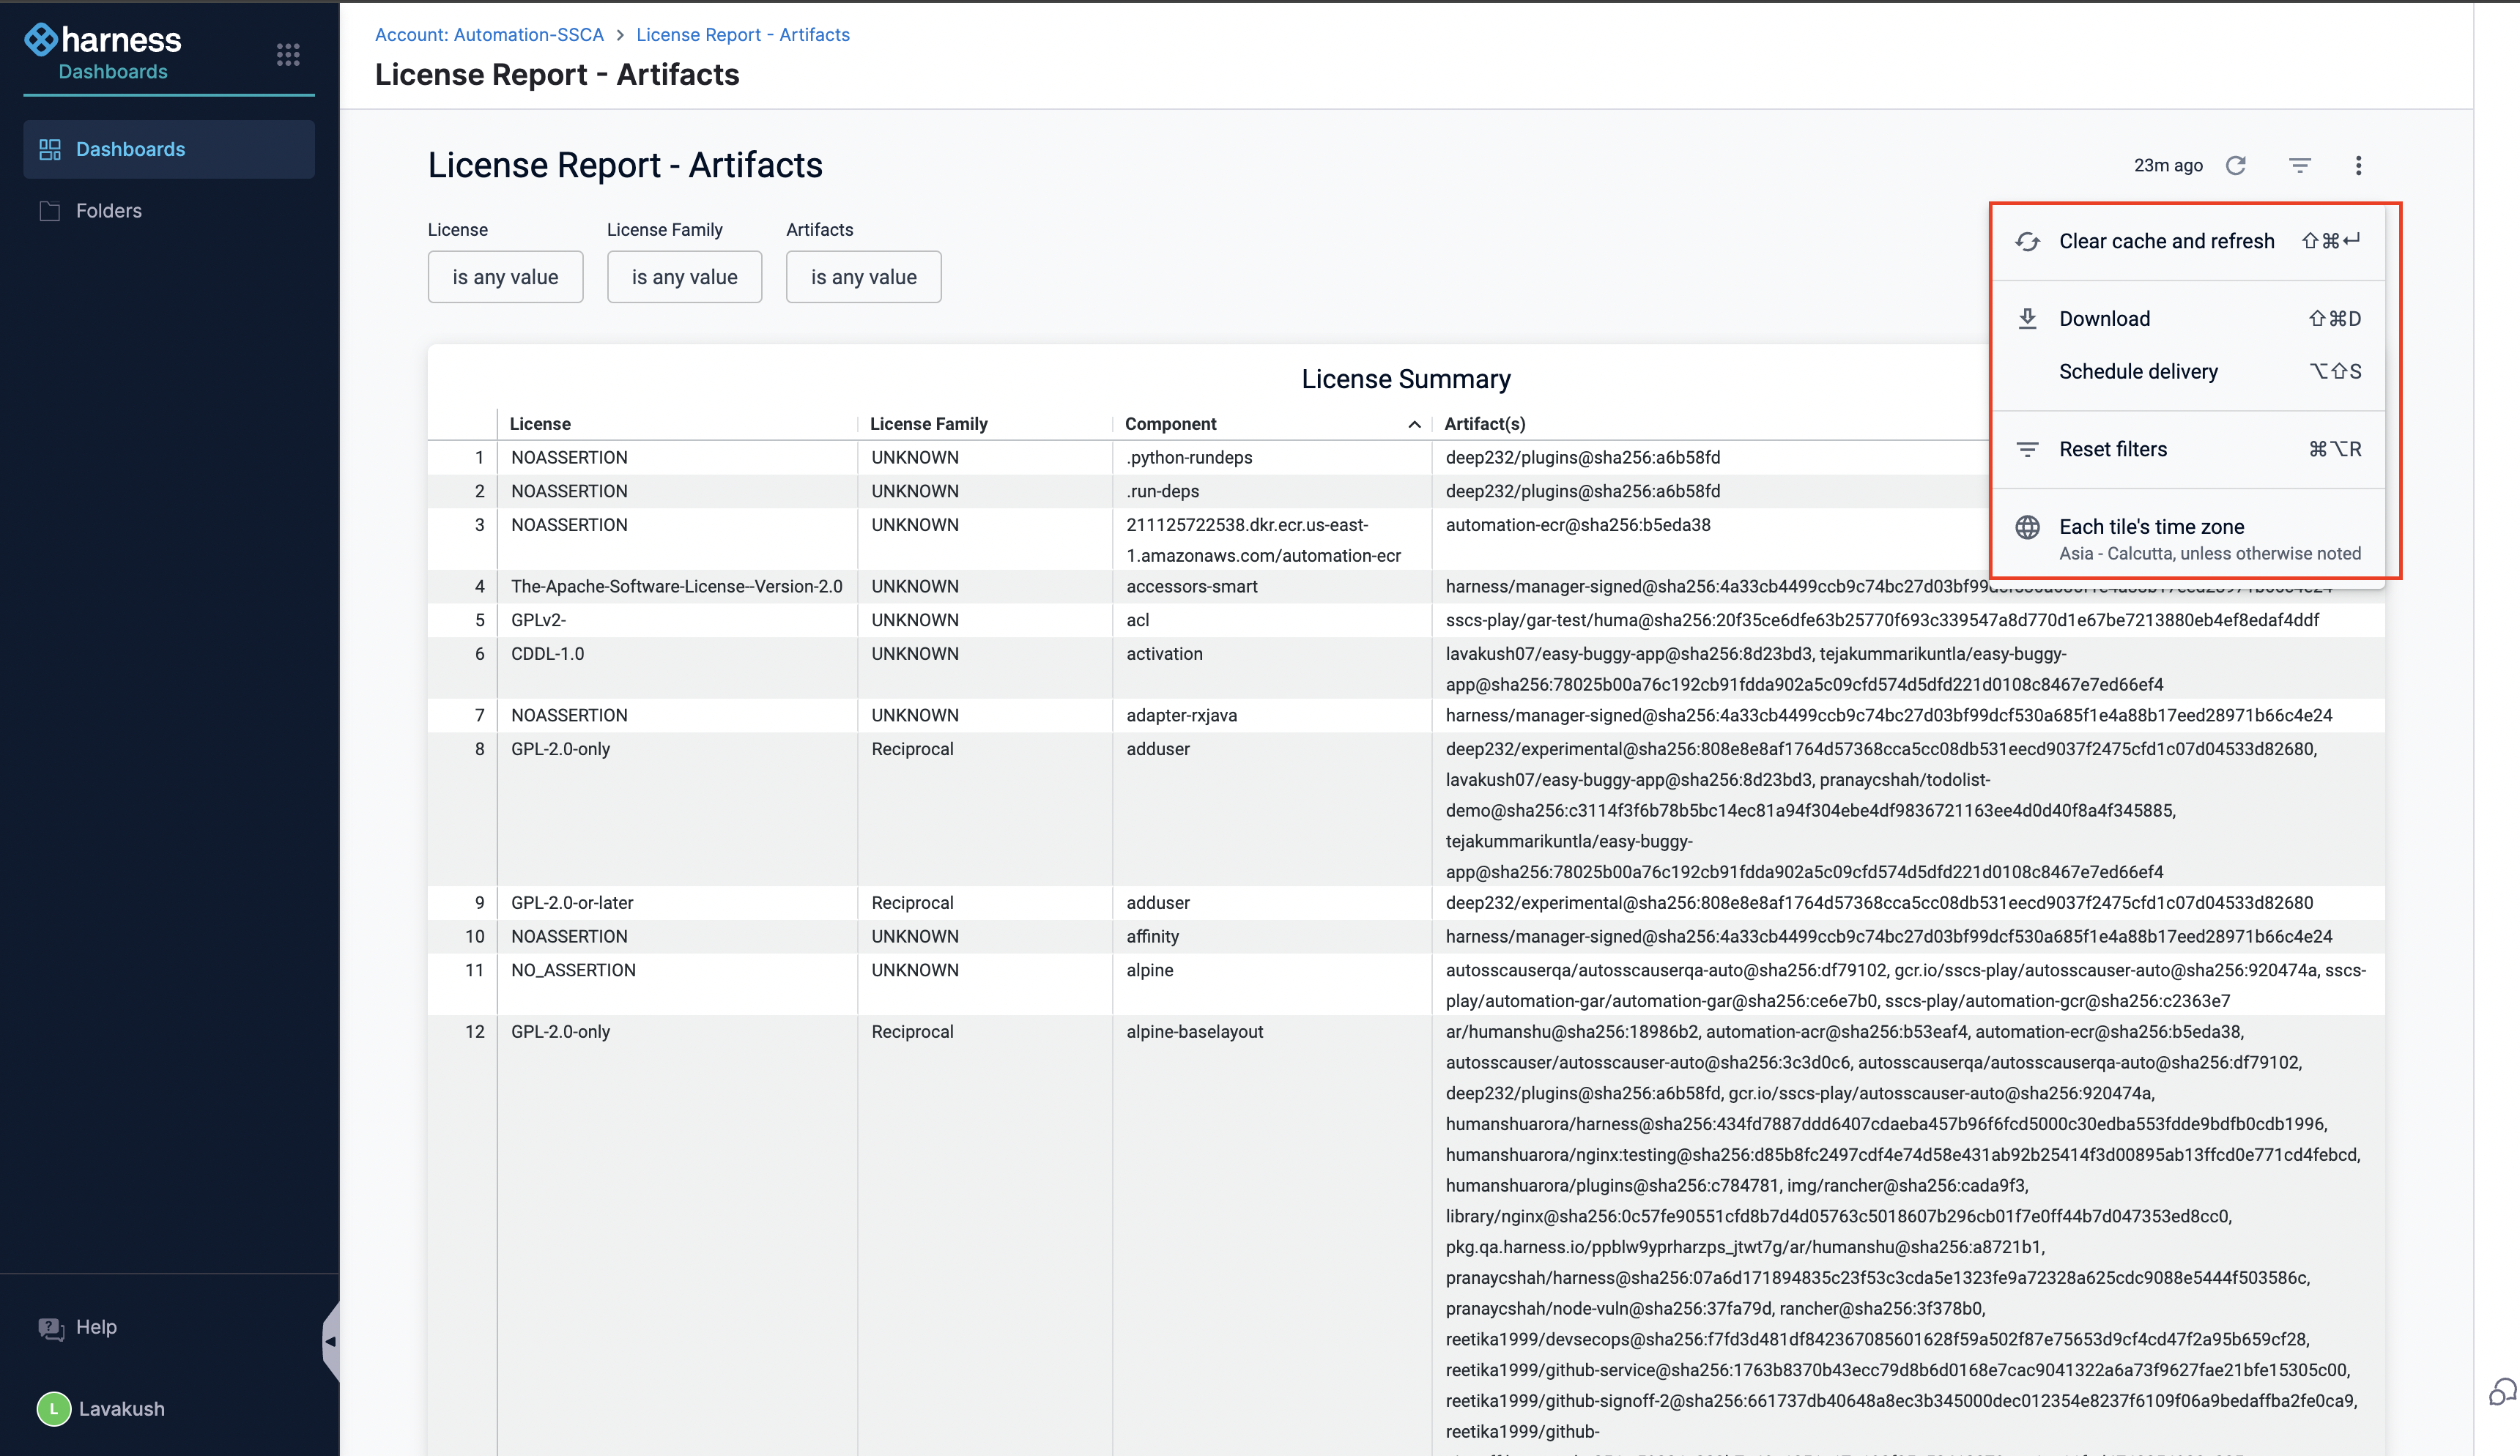 harness
Dashboards
Dashboards
Folders
Help
L
Lavakush
Account: Automation-SSCA > License Report - Artifacts
License Report - Artifacts
License Report - Artifacts
23m ago
License
License Family
Artifacts
is any value
is any value
is any value
Clear cache and refresh ⇧⌘↵
Download ⇧⌘D
Schedule delivery ⌥⇧S
Reset filters ⌘⌥R
Each tile's time zone
Asia - Calcutta, unless otherwise noted
License Summary
License License Family Component Artifact(s)
1 NOASSERTION UNKNOWN .python-rundeps deep232/plugins@sha256:a6b58fd
2 NOASSERTION UNKNOWN .run-deps deep232/plugins@sha256:a6b58fd
3 NOASSERTION UNKNOWN 211125722538.dkr.ecr.us-east- automation-ecr@sha256:b5eda38
1.amazonaws.com/automation-ecr
4 The-Apache-Software-License--Version-2.0 UNKNOWN accessors-smart harness/manager-signed@sha256:4a33cb4499ccb9c74bc27d03bf99dcf530a685f1e4a88b17eed28971b66c4e24
5 GPLv2- UNKNOWN acl sscs-play/gar-test/huma@sha256:20f35ce6dfe63b25770f693c339547a8d770d1e67be7213880eb4ef8edaf4ddf
6 CDDL-1.0 UNKNOWN activation lavakush07/easy-buggy-app@sha256:8d23bd3, tejakummarikuntla/easy-buggy-
app@sha256:78025b00a76c192cb91fdda902a5c09cfd574d5dfd221d0108c8467e7ed66ef4
7 NOASSERTION UNKNOWN adapter-rxjava harness/manager-signed@sha256:4a33cb4499ccb9c74bc27d03bf99dcf530a685f1e4a88b17eed28971b66c4e24
8 GPL-2.0-only Reciprocal adduser deep232/experimental@sha256:808e8e8af1764d57368cca5cc08db531eecd9037f2475cfd1c07d04533d82680,
lavakush07/easy-buggy-app@sha256:8d23bd3, pranaycshah/todolist-
demo@sha256:c3114f3f6b78b5bc14ec81a94f304ebe4df9836721163ee4d0d40f8a4f345885,
tejakummarikuntla/easy-buggy-
app@sha256:78025b00a76c192cb91fdda902a5c09cfd574d5dfd221d0108c8467e7ed66ef4
9 GPL-2.0-or-later Reciprocal adduser deep232/experimental@sha256:808e8e8af1764d57368cca5cc08db531eecd9037f2475cfd1c07d04533d82680
10 NOASSERTION UNKNOWN affinity harness/manager-signed@sha256:4a33cb4499ccb9c74bc27d03bf99dcf530a685f1e4a88b17eed28971b66c4e24
11 NO_ASSERTION UNKNOWN alpine autosscauserqa/autosscauserqa-auto@sha256:df79102, gcr.io/sscs-play/autosscauser-auto@sha256:920474a, sscs-
play/automation-gar/automation-gar@sha256:ce6e7b0, sscs-play/automation-gcr@sha256:c2363e7
12 GPL-2.0-only Reciprocal alpine-baselayout ar/humanshu@sha256:18986b2, automation-acr@sha256:b53eaf4, automation-ecr@sha256:b5eda38,
autosscauser/autosscauser-auto@sha256:3c3d0c6, autosscauserqa/autosscauserqa-auto@sha256:df79102,
deep232/plugins@sha256:a6b58fd, gcr.io/sscs-play/autosscauser-auto@sha256:920474a,
humanshuarora/harness@sha256:434fd7887ddd6407cdaeba457b96f6fcd5000c30edba553fdde9bdfb0cdb1996,
humanshuarora/nginx:testing@sha256:d85b8fc2497cdf4e74d58e431ab92b25414f3d00895ab13ffcd0e771cd4febcd,
humanshuarora/plugins@sha256:c784781, img/rancher@sha256:cada9f3,
library/nginx@sha256:0c57fe90551cfd8b7d4d05763c5018607b296cb01f7e0ff44b7d047353ed8cc0,
pkg.qa.harness.io/ppblw9yprharzps_jtwt7g/ar/humanshu@sha256:a8721b1,
pranaycshah/harness@sha256:07a6d171894835c23f53c3cda5e1323fe9a72328a625cdc9088e5444f503586c,
pranaycshah/node-vuln@sha256:37fa79d, rancher@sha256:3f378b0,
reetika1999/devsecops@sha256:f7fd3d481df842367085601628f59a502f87e75653d9cf4cd47f2a95b659cf28,
reetika1999/github-service@sha256:1763b8370b43ecc79d8b6d0168e7cac9041322a6a73f9627fae21bfe15305c00,
reetika1999/github-signoff-2@sha256:661737db40648a8ec3b345000dec012354e8237f6109f06a9bedaffba2fe0ca9,
reetika1999/github-